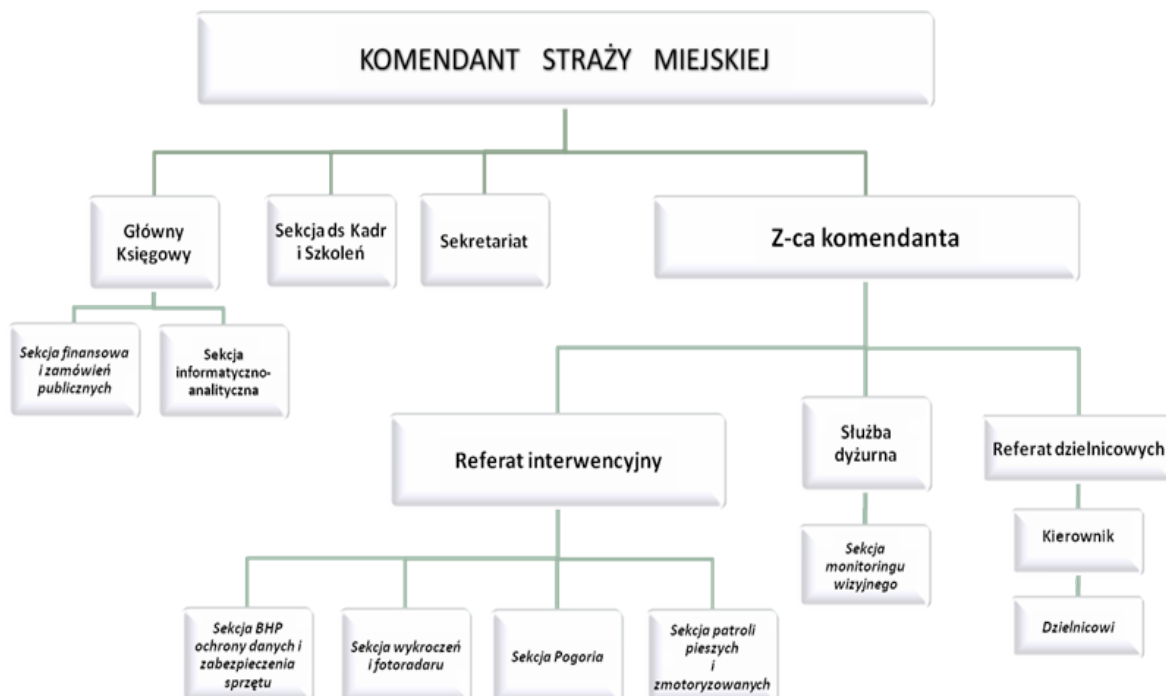 KOMENDANT STRAŻY MIEJSKIEJ
Główny
Księgowy
Sekcja ds Kadr
i Szkoleń
Sekretariat
Z-ca komendanta
Sekcja finansowa
i zamówień
publicznych
Sekcja
informatyczno-
analityczna
Referat interwencyjny
Służba
dyżurna
Referat dzielnicowych
Sekcja
monitoringu
wizyjnego
Kierownik
Dzielnicowi
Sekcja BHP
ochrony danych i
zabezpieczenia
sprzętu
Sekcja wykroczeń
i fotoradaru
Sekcja Pogoria
Sekcja patroli
pieszych
i
zmotoryzowanych